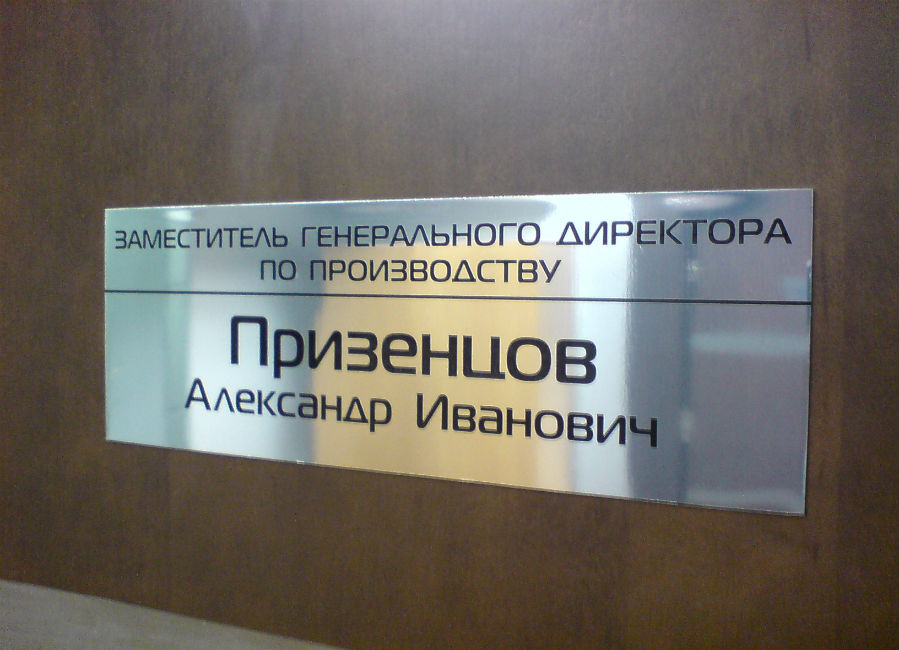 ЗАМЕСТИТЕЛЬ ГЕНЕРАЛЬНОГО ДИРЕКТОРА
ПО ПРОИЗВОДСТВУ
Призенцов
Александр Иванович